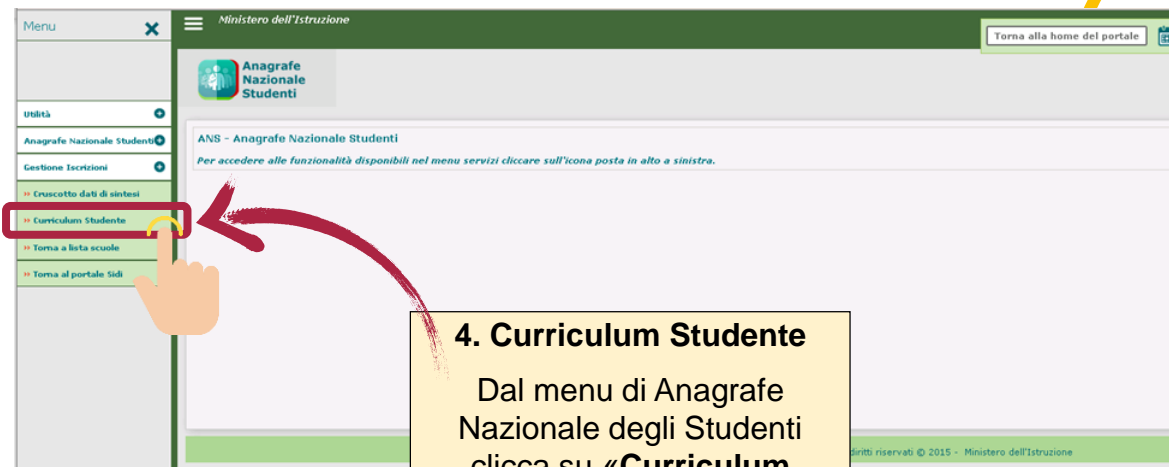 Menu
Ministero dell'Istruzione
Torna alla home del portale
Anagrafe
Nazionale
Studenti
Utilità
Anagrafe Nazionale Studenti
Gestione Iscrizioni
» Cruscotto dati di sintesi
» Curriculum Studente
» Torna a lista scuole
» Torna al portale Sidi
ANS - Anagrafe Nazionale Studenti
Per accedere alle funzionalità disponibili nel menu servizi cliccare sull'icona posta in alto a sinistra.
4. Curriculum Studente
Dal menu di Anagrafe
Nazionale degli Studenti
clicca su «Curriculum
diritti riservati © 2015 - Ministero dell'Istruzione